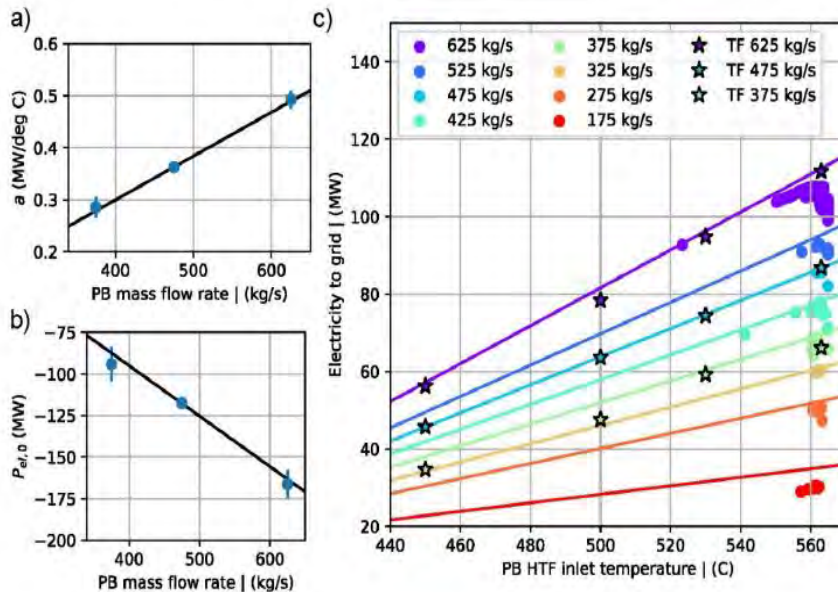 a)
0.6
0.5
0.4
0.3
0.2
a (MW/deg C)
400 500 600
PB mass flow rate | (kg/s)
b)
−75
−100
−125
−150
−175
−200
P_{el,0} (MW)
400 500 600
PB mass flow rate | (kg/s)
c)
625 kg/s 375 kg/s TF 625 kg/s
525 kg/s 325 kg/s TF 475 kg/s
475 kg/s 275 kg/s TF 375 kg/s
425 kg/s 175 kg/s
140
120
100
80
60
40
20
Electricity to grid | (MW)
440 460 480 500 520 540 560
PB HTF inlet temperature | (C)